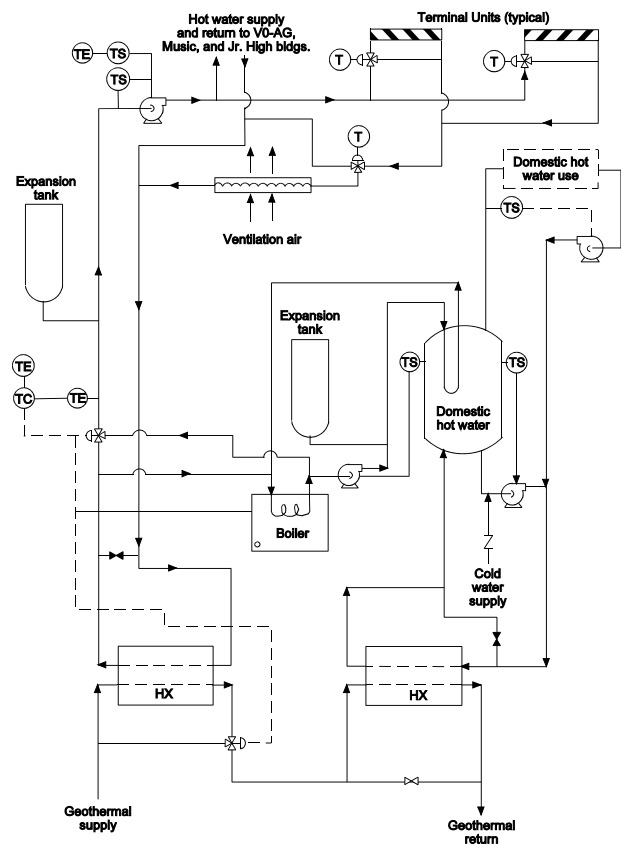 Hot water supply
and return to V0-AG,
Music, and Jr. High bldgs.
Terminal Units (typical)
TE
TS
TS
T
T
T
Domestic hot
water use
TS
Expansion
tank
Ventilation air
Expansion
tank
TS
TS
TE
TC
TE
Domestic
hot water
Boiler
Cold
water
supply
HX
HX
Geothermal
supply
Geothermal
return